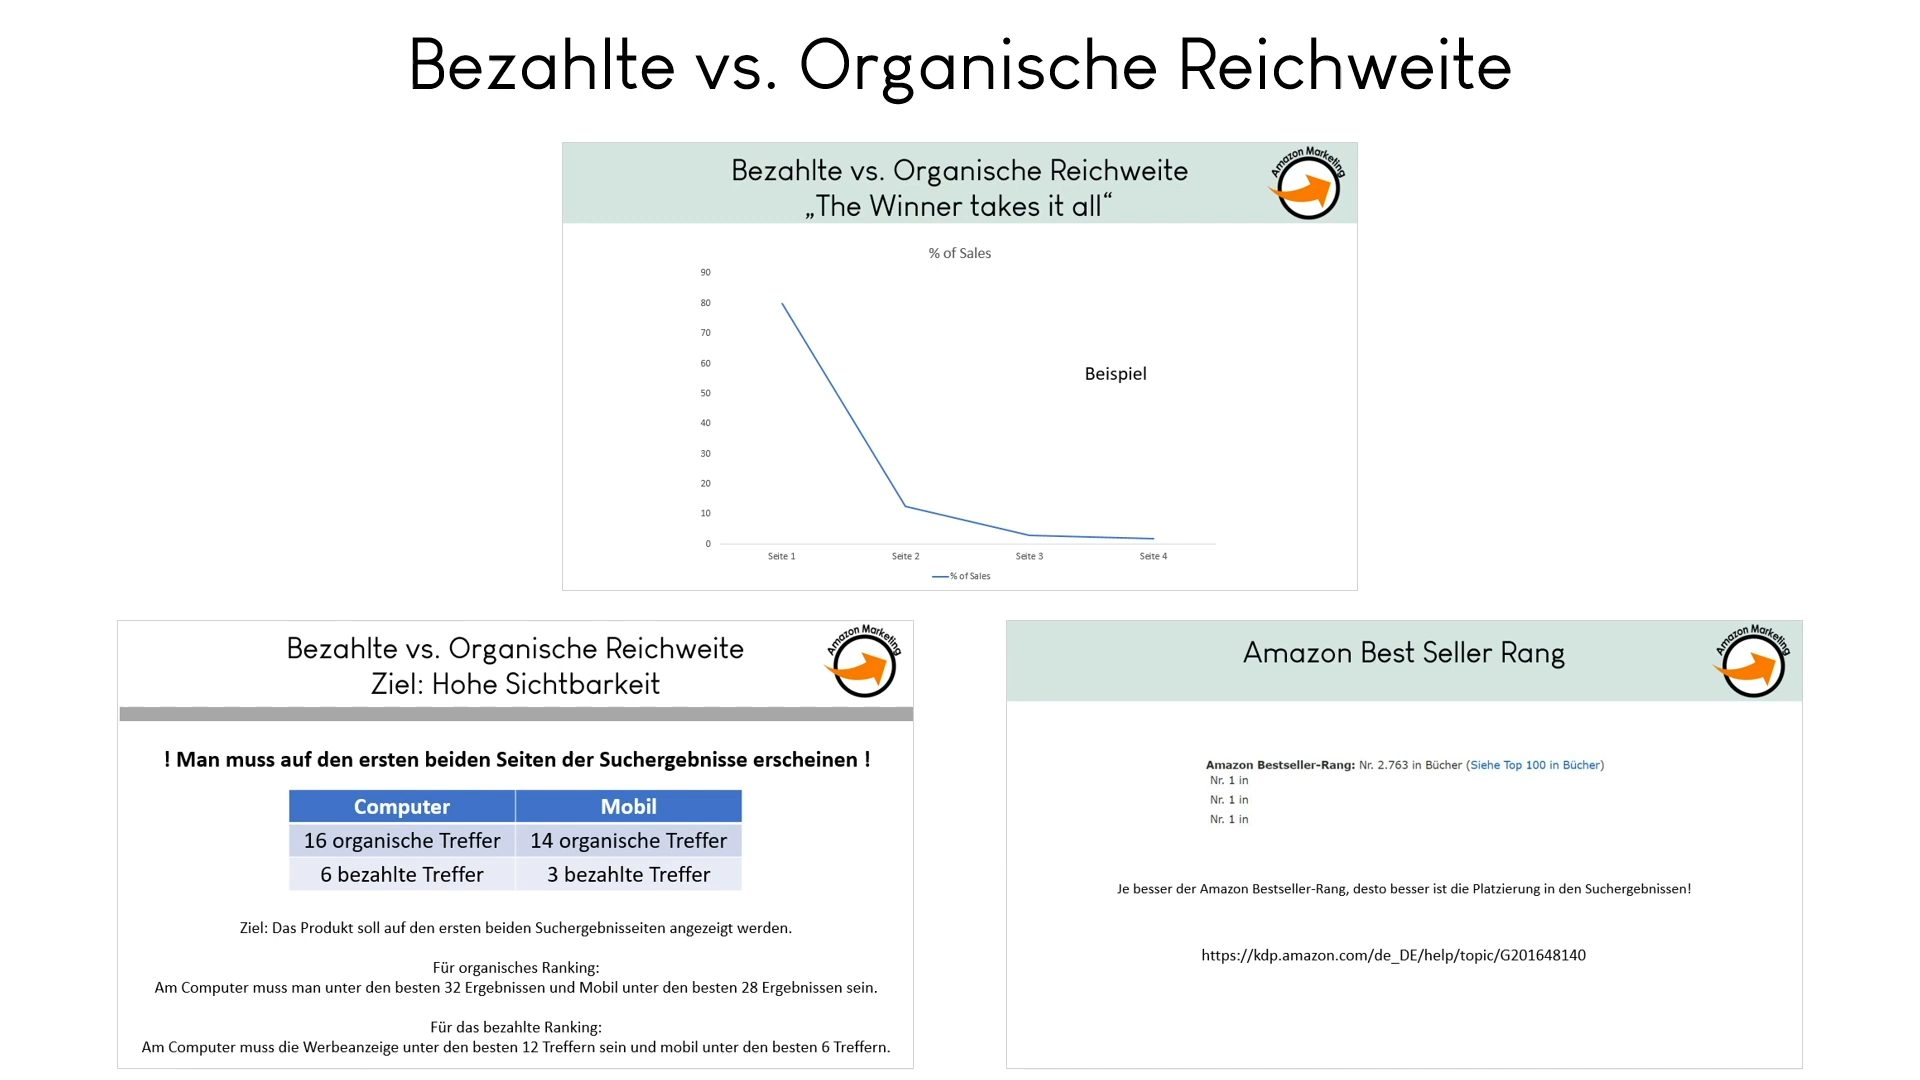 Bezahlte vs. Organische Reichweite
Bezahlte vs. Organische Reichweite
„The Winner takes it all“
Amazon Marketing
% of Sales
90
80
70
60
50
40
30
20
10
0
Beispiel
Seite 1 Seite 2 Seite 3 Seite 4
% of Sales
Bezahlte vs. Organische Reichweite
Ziel: Hohe Sichtbarkeit
Amazon Marketing
! Man muss auf den ersten beiden Seiten der Suchergebnisse erscheinen !
Computer Mobil
16 organische Treffer 14 organische Treffer
6 bezahlte Treffer 3 bezahlte Treffer
Ziel: Das Produkt soll auf den ersten beiden Suchergebnisseiten angezeigt werden.
Für organisches Ranking:
Am Computer muss man unter den besten 32 Ergebnissen und Mobil unter den besten 28 Ergebnissen sein.
Für das bezahlte Ranking:
Am Computer muss die Werbeanzeige unter den besten 12 Treffern sein und mobil unter den besten 6 Treffern.
Amazon Best Seller Rang
Amazon Marketing
Amazon Bestseller-Rang: Nr. 2.763 in Bücher (Siehe Top 100 in Bücher)
Nr. 1 in
Nr. 1 in
Nr. 1 in
Je besser der Amazon Bestseller-Rang, desto besser ist die Platzierung in den Suchergebnissen!
https://kdp.amazon.com/de_DE/help/topic/G201648140